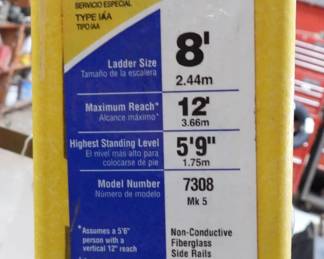 SERVICIO ESPECIAL
TYPE IAA
TIPO IAA
Ladder Size
Tamaño de la escalera
8'
2.44m
Maximum Reach*
Alcance máximo*
12'
3.66m
Highest Standing Level
El nivel más alto para
colocarse de pie
5'9"
1.75m
Model Number
Número de modelo
7308
Mk 5
*Assumes a 5'6"
person with a
vertical 12" reach
Non-Conductive
Fiberglass
Side Rails